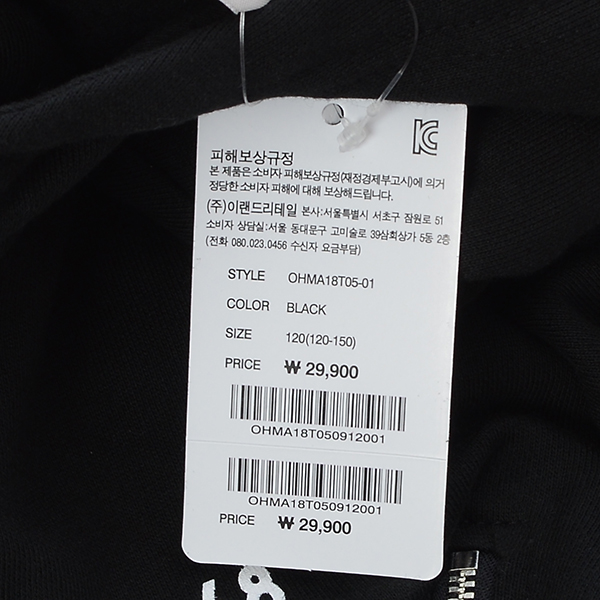 KC
피해보상규정
본 제품은 소비자 피해보상규정(재정경제부고시)에 의거
정당한 소비자 피해에 대해 보상해드립니다.
(주)이랜드리테일 본사:서울특별시 서초구 잠원로 51
소비자 상담실:서울 동대문구 고미술로 39삼희상가 5동 2층
(전화 080.023.0456 수신자 요금부담)
STYLE OHMA18T05-01
COLOR BLACK
SIZE 120(120-150)
PRICE ₩ 29,900
OHMA18T050912001
OHMA18T050912001
PRICE ₩ 29,900